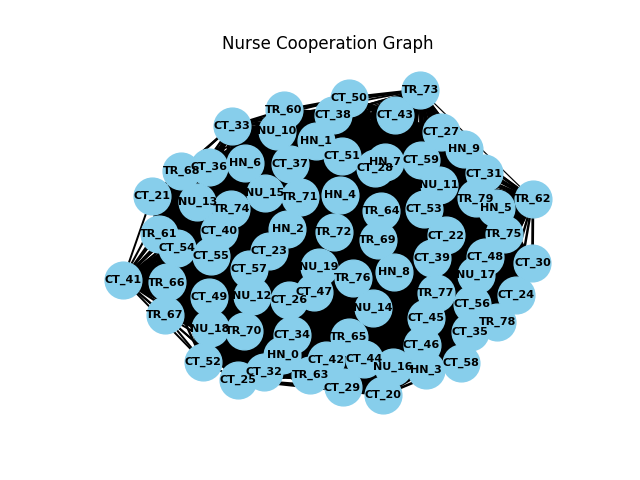 Nurse Cooperation Graph
TR_73
CT_50
TR_60
CT_38
CT_43
CT_33
NU_10
CT_27
HN_1
HN_9
CT_51
CT_59
HN_7
HN_6
CT_37
CT_36
CT_28
TR_68
CT_31
NU_11
NU_15
HN_4
CT_21
TR_71
TR_79
TR_62
NU_13
HN_5
TR_74
CT_53
TR_64
HN_2
CT_40
TR_72
TR_61
TR_75
CT_22
TR_69
CT_54
CT_23
CT_55
CT_39
CT_48
CT_30
NU_19
CT_57
HN_8
NU_17
TR_76
CT_41
TR_66
CT_47
TR_77
CT_24
NU_12
CT_49
CT_26
CT_56
NU_14
TR_67
CT_45
TR_78
NU_18
TR_70
CT_35
CT_34
TR_65
CT_46
HN_0
CT_42
CT_44
CT_52
CT_58
NU_16
HN_3
CT_32
TR_63
CT_25
CT_29
CT_20